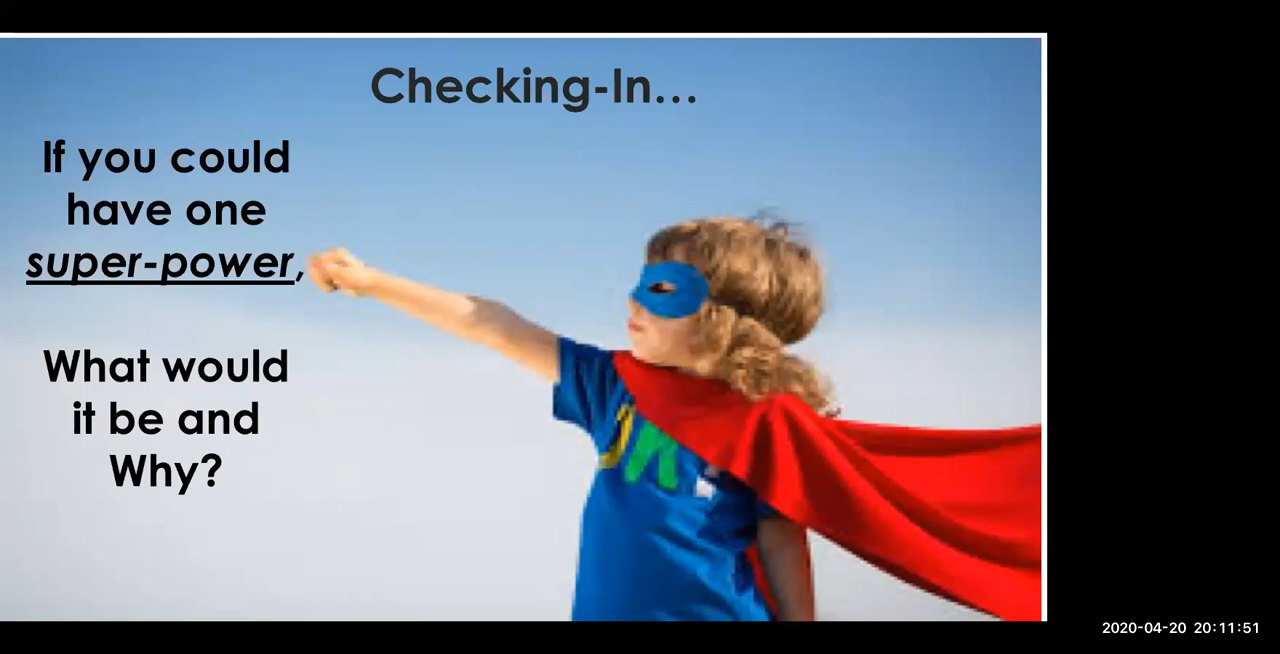 Checking-In...
If you could
have one
super-power,
What would
it be and
Why?
2020-04-20 20:11:51